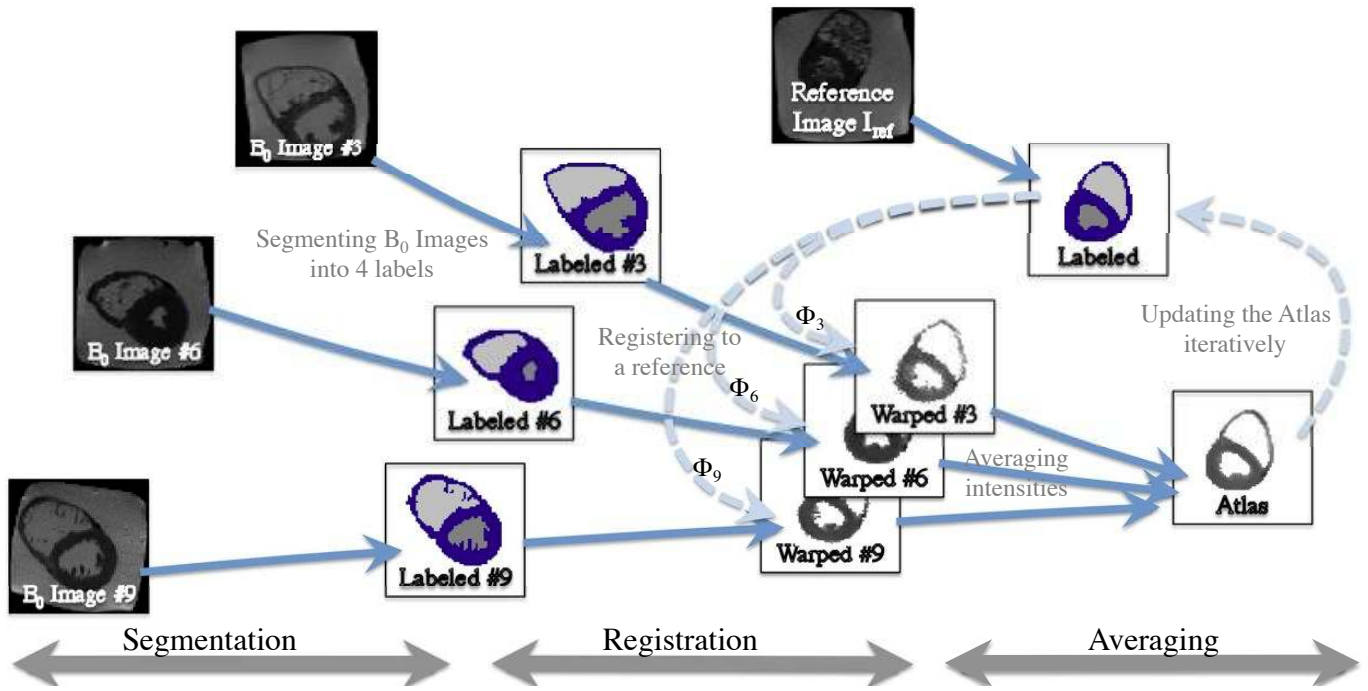 B₀ Image #3
Reference
Image I_ref
Segmenting B₀ Images
into 4 labels
Labeled #3
Labeled
B₀ Image #6
Φ₃
Registering to
a reference
Updating the Atlas
iteratively
Labeled #6
Φ₆
Warped #3
Φ₉
Warped #6
Averaging
intensities
Atlas
B₀ Image #9
Labeled #9
Warped #9
Segmentation
Registration
Averaging